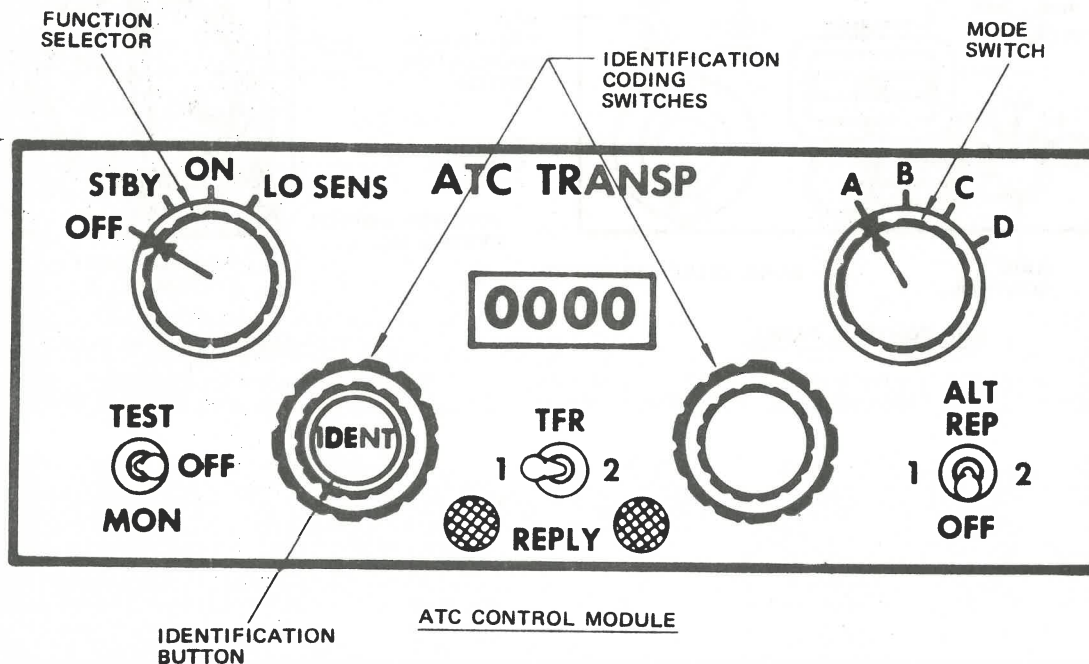 FUNCTION
SELECTOR
IDENTIFICATION
CODING
SWITCHES
MODE
SWITCH
ATC TRANSP
STBY
ON
LO SENS
OFF
A
B
C
D
0000
TEST
OFF
MON
IDENT
TFR
1
2
REPLY
ALT
REP
1
2
OFF
IDENTIFICATION
BUTTON
ATC CONTROL MODULE